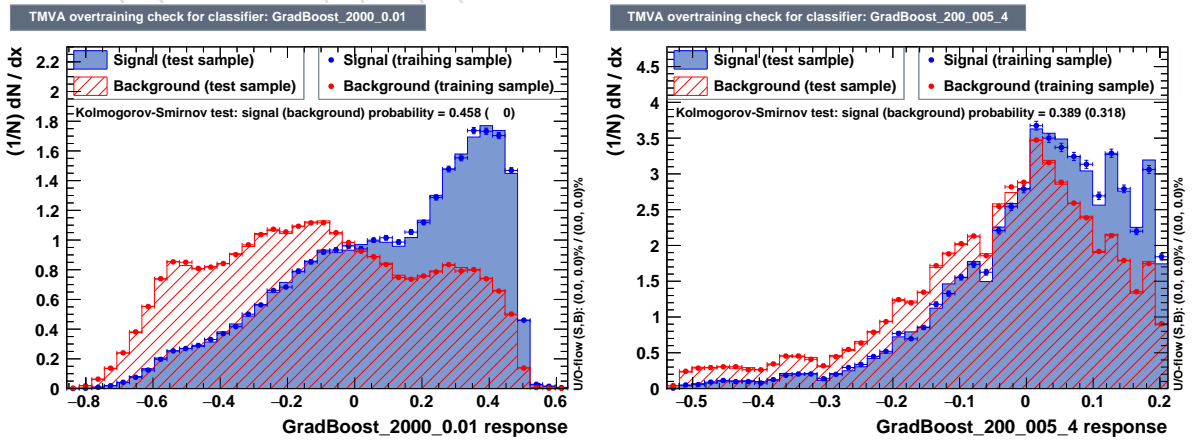 TMVA overtraining check for classifier: GradBoost_2000_0.01
Signal (test sample)
Background (test sample)
Signal (training sample)
Background (training sample)
Kolmogorov-Smirnov test: signal (background) probability = 0.458 ( 0)
(1/N) dN / dx
2.2
2
1.8
1.6
1.4
1.2
1
0.8
0.6
0.4
0.2
0
−0.8 −0.6 −0.4 −0.2 0 0.2 0.4 0.6
GradBoost_2000_0.01 response
U/O-flow (S,B): (0.0, 0.0)% / (0.0, 0.0)%
TMVA overtraining check for classifier: GradBoost_200_005_4
Signal (test sample)
Background (test sample)
Signal (training sample)
Background (training sample)
Kolmogorov-Smirnov test: signal (background) probability = 0.389 (0.318)
(1/N) dN / dx
4.5
4
3.5
3
2.5
2
1.5
1
0.5
0
−0.5 −0.4 −0.3 −0.2 −0.1 0 0.1 0.2
GradBoost_200_005_4 response
U/O-flow (S,B): (0.0, 0.0)% / (0.0, 0.0)%